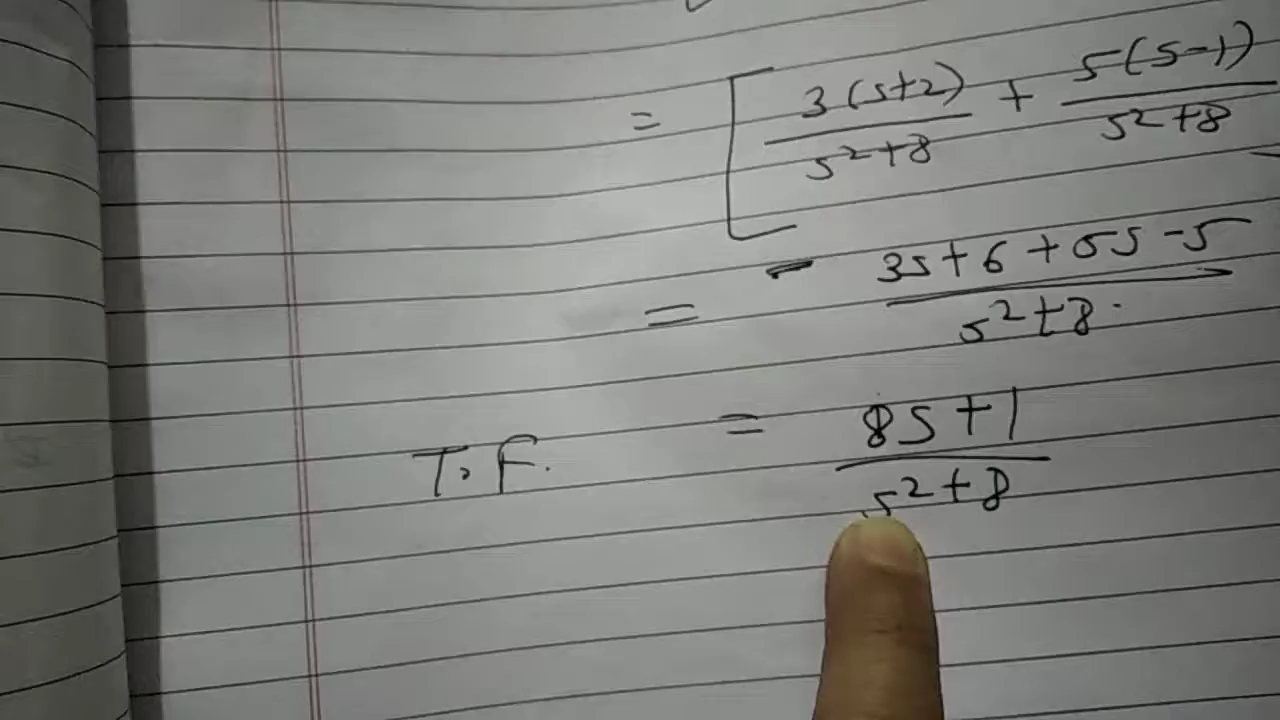 = [ 3(s+2)/s²+8 + 5(s-1)/s²+8
= 3s+6+5s-5/s²+8
T.F. = 8s+1/s²+8